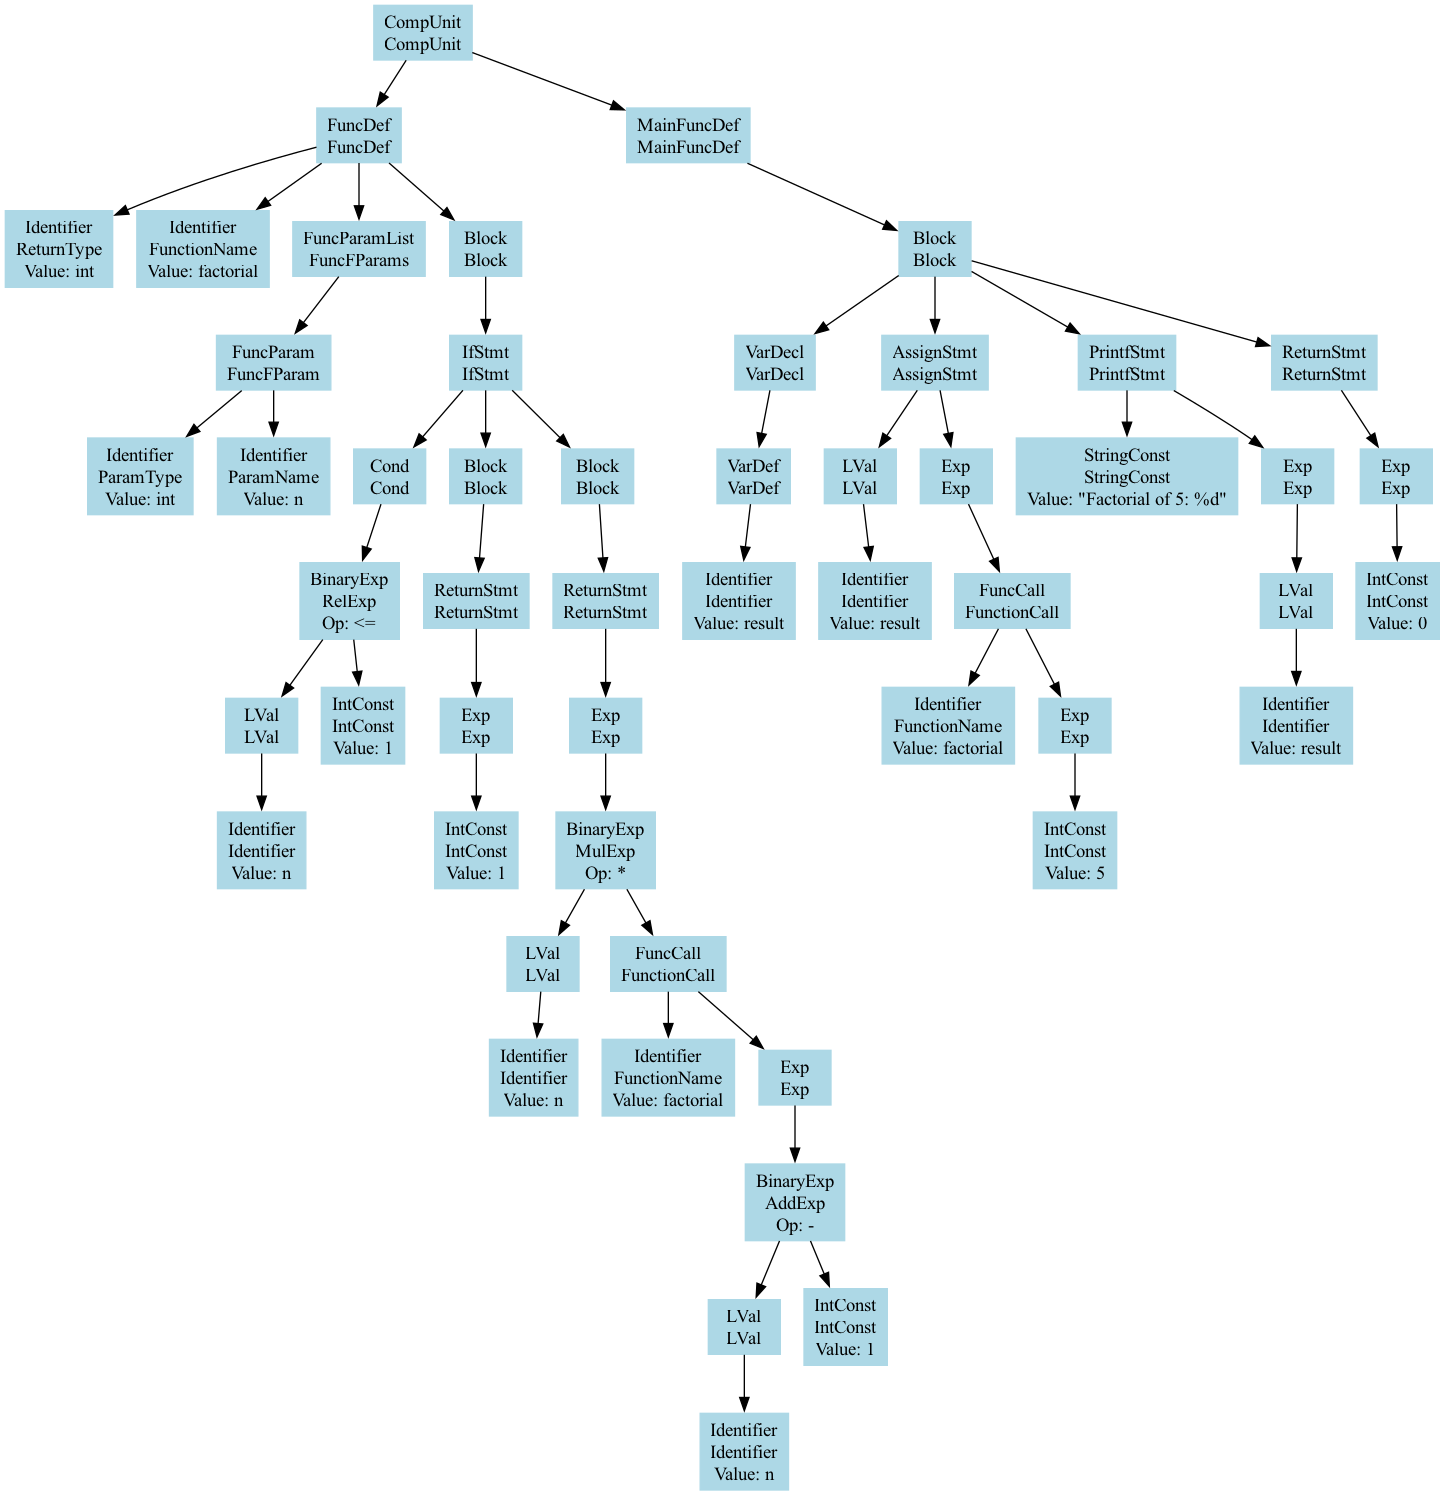 CompUnit
CompUnit
FuncDef
FuncDef
MainFuncDef
MainFuncDef
Identifier
ReturnType
Value: int
Identifier
FunctionName
Value: factorial
FuncParamList
FuncFParams
Block
Block
Block
Block
FuncParam
FuncFParam
IfStmt
IfStmt
VarDecl
VarDecl
AssignStmt
AssignStmt
PrintfStmt
PrintfStmt
ReturnStmt
ReturnStmt
Identifier
ParamType
Value: int
Identifier
ParamName
Value: n
Cond
Cond
Block
Block
Block
Block
VarDef
VarDef
LVal
LVal
Exp
Exp
StringConst
StringConst
Value: "Factorial of 5: %d"
Exp
Exp
Exp
Exp
BinaryExp
RelExp
Op: <=
ReturnStmt
ReturnStmt
ReturnStmt
ReturnStmt
Identifier
Identifier
Value: result
Identifier
Identifier
Value: result
FuncCall
FunctionCall
LVal
LVal
IntConst
IntConst
Value: 0
LVal
LVal
IntConst
IntConst
Value: 1
Exp
Exp
Exp
Exp
Identifier
FunctionName
Value: factorial
Exp
Exp
Identifier
Identifier
Value: result
Identifier
Identifier
Value: n
IntConst
IntConst
Value: 1
BinaryExp
MulExp
Op: *
IntConst
IntConst
Value: 5
LVal
LVal
FuncCall
FunctionCall
Identifier
Identifier
Value: n
Identifier
FunctionName
Value: factorial
Exp
Exp
BinaryExp
AddExp
Op: -
LVal
LVal
IntConst
IntConst
Value: 1
Identifier
Identifier
Value: n